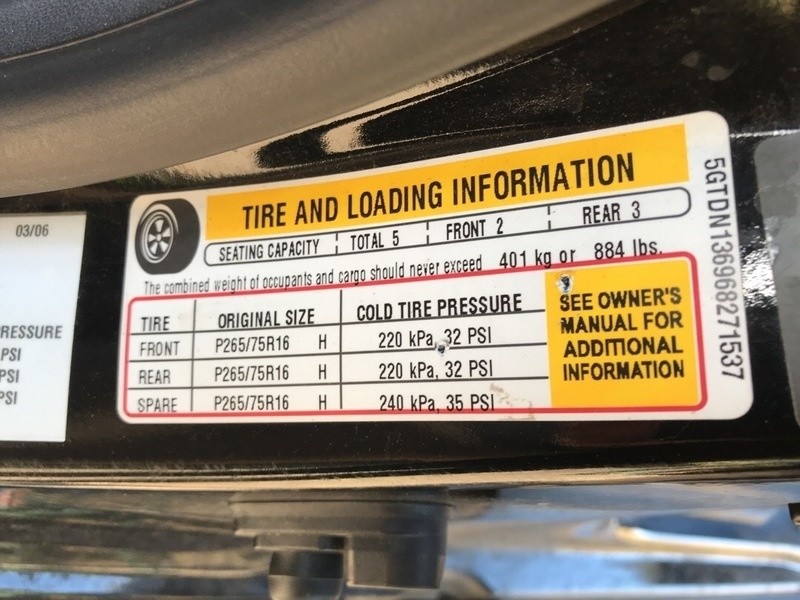 03/06
RESSURE
PSI
PSI
PSI
TIRE AND LOADING INFORMATION
SEATING CAPACITY TOTAL 5 FRONT 2 REAR 3
The combined weight of occupants and cargo should never exceed 401 kg or 884 lbs.
TIRE ORIGINAL SIZE COLD TIRE PRESSURE
FRONT P265/75R16 H 220 kPa, 32 PSI
REAR P265/75R16 H 220 kPa, 32 PSI
SPARE P265/75R16 H 240 kPa, 35 PSI
SEE OWNER'S
MANUAL FOR
ADDITIONAL
INFORMATION
5GTDN136968271537